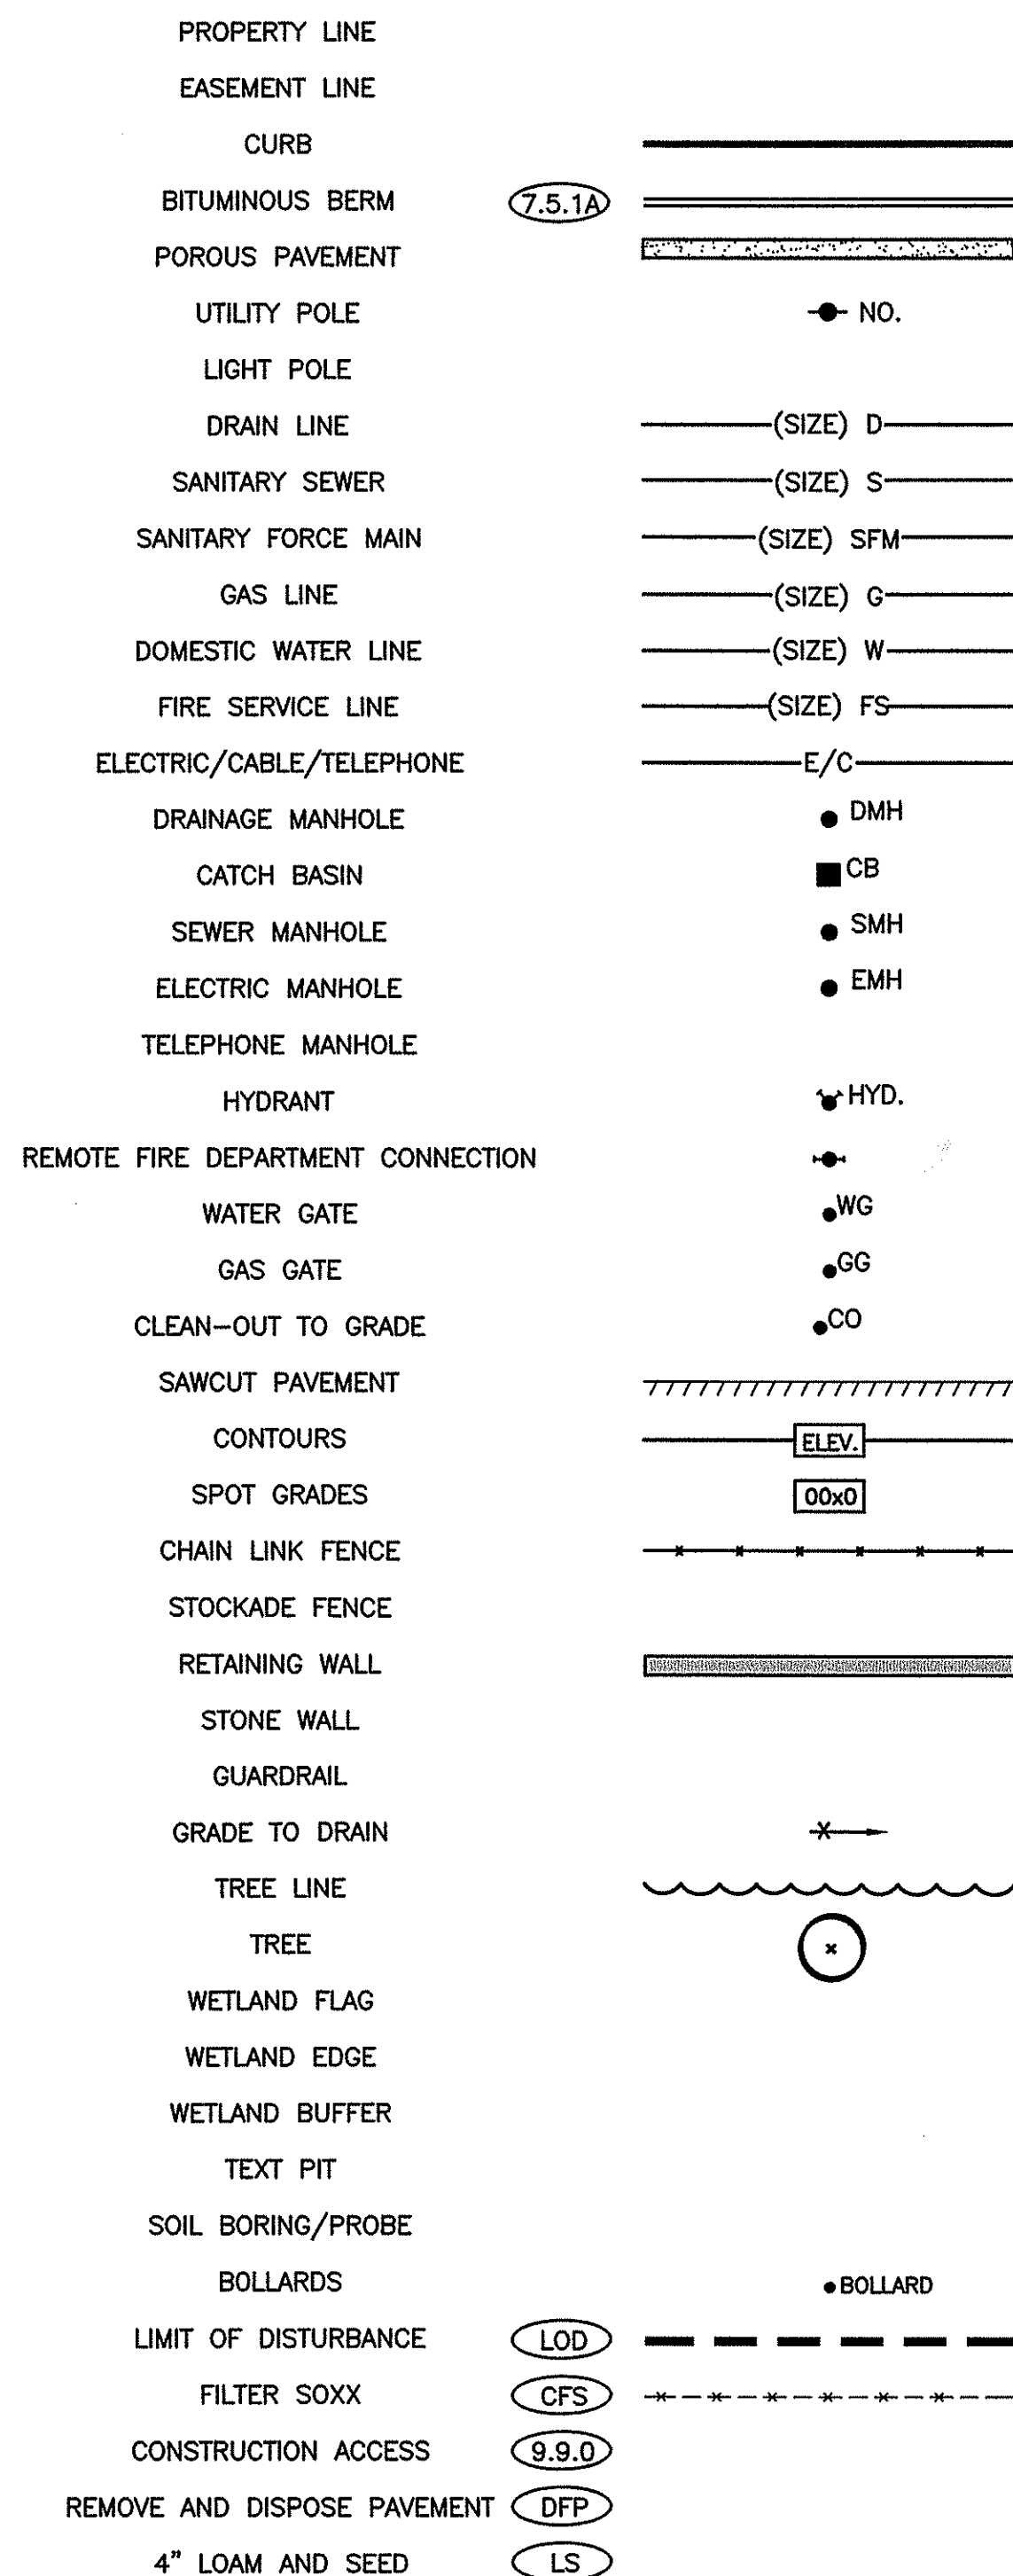 PROPERTY LINE
EASEMENT LINE
CURB
BITUMINOUS BERM 7.5.1A
POROUS PAVEMENT
UTILITY POLE NO.
LIGHT POLE
DRAIN LINE (SIZE) D
SANITARY SEWER (SIZE) S
SANITARY FORCE MAIN (SIZE) SFM
GAS LINE (SIZE) G
DOMESTIC WATER LINE (SIZE) W
FIRE SERVICE LINE (SIZE) FS
ELECTRIC/CABLE/TELEPHONE E/C
DRAINAGE MANHOLE DMH
CATCH BASIN CB
SEWER MANHOLE SMH
ELECTRIC MANHOLE EMH
TELEPHONE MANHOLE
HYDRANT HYD.
REMOTE FIRE DEPARTMENT CONNECTION
WATER GATE WG
GAS GATE GG
CLEAN-OUT TO GRADE CO
SAWCUT PAVEMENT
CONTOURS ELEV.
SPOT GRADES 00x0
CHAIN LINK FENCE
STOCKADE FENCE
RETAINING WALL
STONE WALL
GUARDRAIL
GRADE TO DRAIN
TREE LINE
TREE
WETLAND FLAG
WETLAND EDGE
WETLAND BUFFER
TEXT PIT
SOIL BORING/PROBE
BOLLARDS BOLLARD
LIMIT OF DISTURBANCE LOD
FILTER SOXX CFS
CONSTRUCTION ACCESS 9.9.0
REMOVE AND DISPOSE PAVEMENT DFP
4" LOAM AND SEED LS